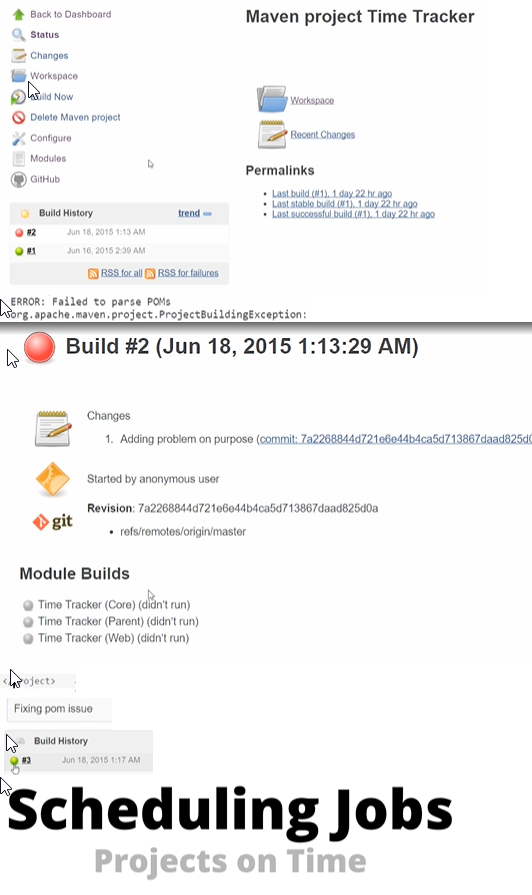 Back to Dashboard
Status
Changes
Workspace
Build Now
Delete Maven project
Configure
Modules
GitHub
Build History trend
#2 Jun 18, 2015 1:13 AM
#1 Jun 16, 2015 2:39 AM
RSS for all RSS for failures
Maven project Time Tracker
Workspace
Recent Changes
Permalinks
Last build (#1), 1 day 22 hr ago
Last stable build (#1), 1 day 22 hr ago
Last successful build (#1), 1 day 22 hr ago
ERROR: Failed to parse POMs
org.apache.maven.project.ProjectBuildingException:
Build #2 (Jun 18, 2015 1:13:29 AM)
Changes
1. Adding problem on purpose (commit: 7a2268844d721e6e44b4ca5d713867daad825d0
Started by anonymous user
git
Revision: 7a2268844d721e6e44b4ca5d713867daad825d0a
refs/remotes/origin/master
Module Builds
Time Tracker (Core) (didn't run)
Time Tracker (Parent) (didn't run)
Time Tracker (Web) (didn't run)
</project>
Fixing pom issue
Build History
#3 Jun 18, 2015 1:17 AM
Scheduling Jobs
Projects on Time